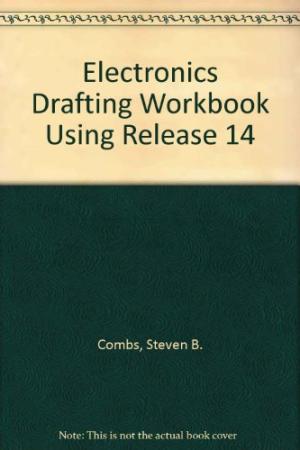 Electronics
Drafting Workbook
Using Release 14
Combs, Steven B.
Note: This is not the actual book cover